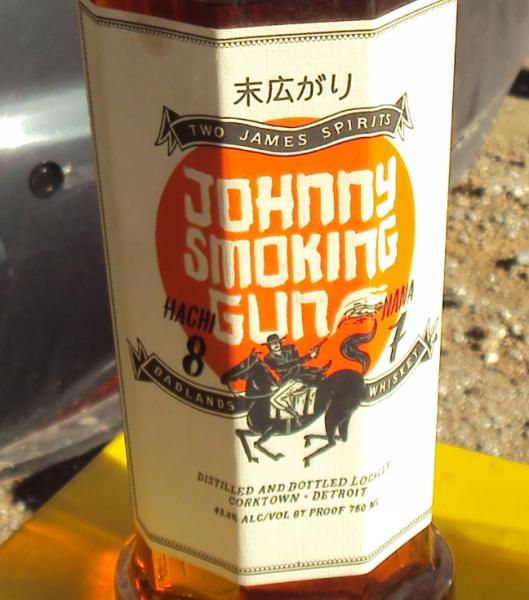 末広がり
TWO JAMES SPIRITS
JOHNNY
SMOKING
GUN
HACHI NANA
8 7
BADLANDS WHISKEY
DISTILLED AND BOTTLED LOCALLY
CORKTOWN • DETROIT
43.5% ALC/VOL 87 PROOF 750 ML